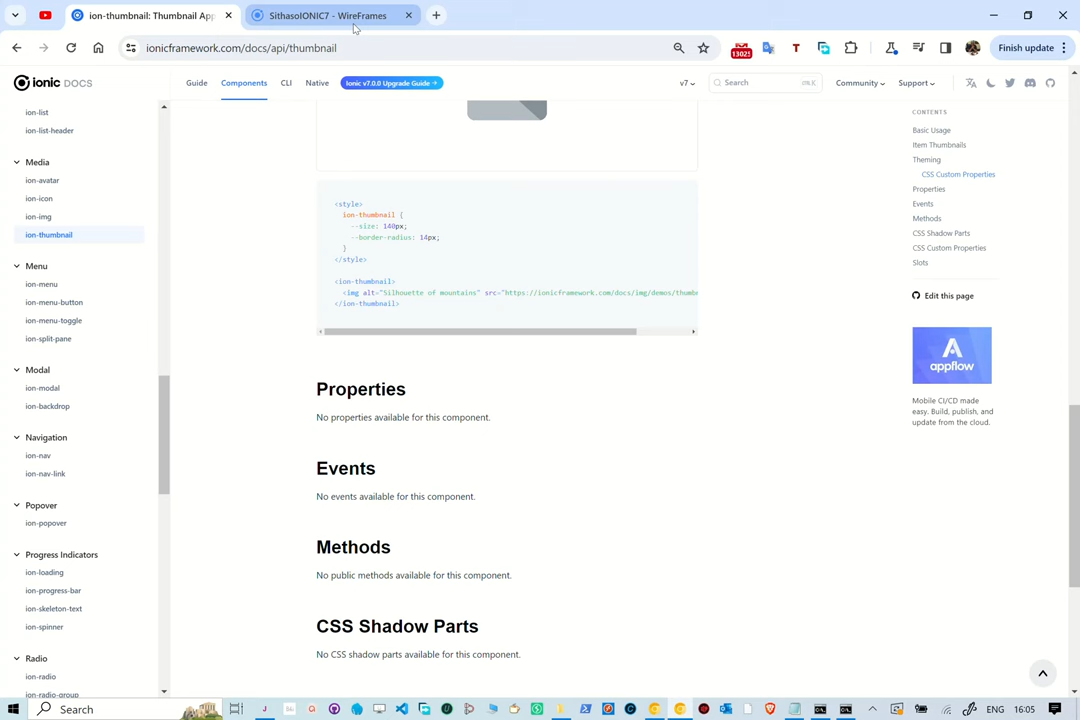 ion-thumbnail: Thumbnail App
SithasoIONIC7 - WireFrames
ionicframework.com/docs/api/thumbnail
13025
T
Finish update
ionic DOCS
Guide
Components
CLI
Native
Ionic v7.0.0 Upgrade Guide
v7
Search
Community
Support
ion-list
ion-list-header
Media
ion-avatar
ion-icon
ion-img
ion-thumbnail
Menu
ion-menu
ion-menu-button
ion-menu-toggle
ion-split-pane
Modal
ion-modal
ion-backdrop
Navigation
ion-nav
ion-nav-link
Popover
ion-popover
Progress Indicators
ion-loading
ion-progress-bar
ion-skeleton-text
ion-spinner
Radio
ion-radio
ion-radio-group
<style>
ion-thumbnail {
--size: 140px;
--border-radius: 14px;
}
</style>
<ion-thumbnail>
<img alt="Silhouette of mountains" src="https://ionicframework.com/docs/img/demos/thumbn
</ion-thumbnail>
Properties
No properties available for this component.
Events
No events available for this component.
Methods
No public methods available for this component.
CSS Shadow Parts
No CSS shadow parts available for this component.
CONTENTS
Basic Usage
Item Thumbnails
Theming
CSS Custom Properties
Properties
Events
Methods
CSS Shadow Parts
CSS Custom Properties
Slots
Edit this page
appflow
Mobile CI/CD made
easy. Build, publish, and
update from the cloud.
Search
ENG
16:05